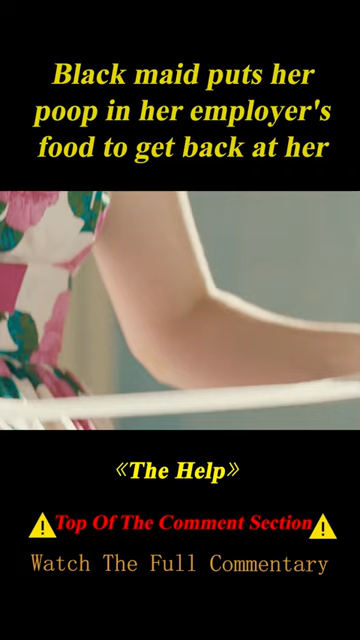 Black maid puts her
poop in her employer's
food to get back at her
《The Help》
Top Of The Comment Section
Watch The Full Commentary